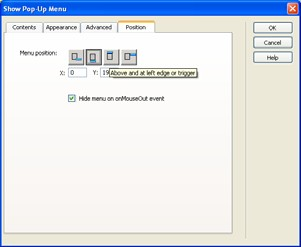 Show Pop-Up Menu
Contents Appearance Advanced Position
OK
Cancel
Help
Menu position:
X: 0 Y: 19
Above and at left edge or trigger
Hide menu on onMouseOut event